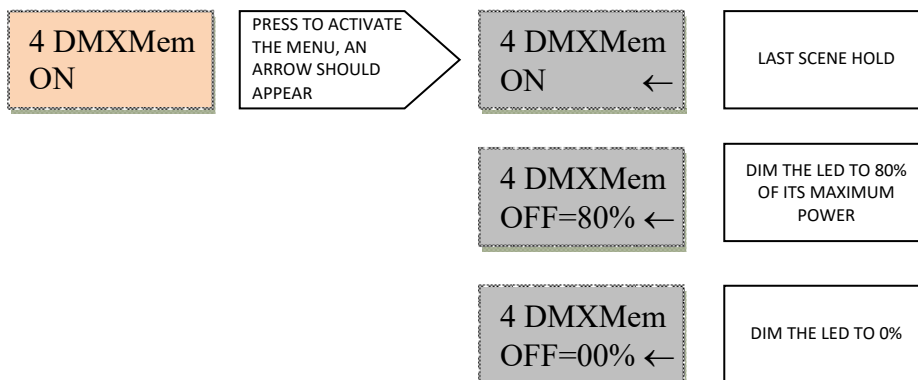 4 DMXMem
ON
PRESS TO ACTIVATE
THE MENU, AN
ARROW SHOULD
APPEAR
4 DMXMem
ON ←
LAST SCENE HOLD
4 DMXMem
OFF=80% ←
DIM THE LED TO 80%
OF ITS MAXIMUM
POWER
4 DMXMem
OFF=00% ←
DIM THE LED TO 0%